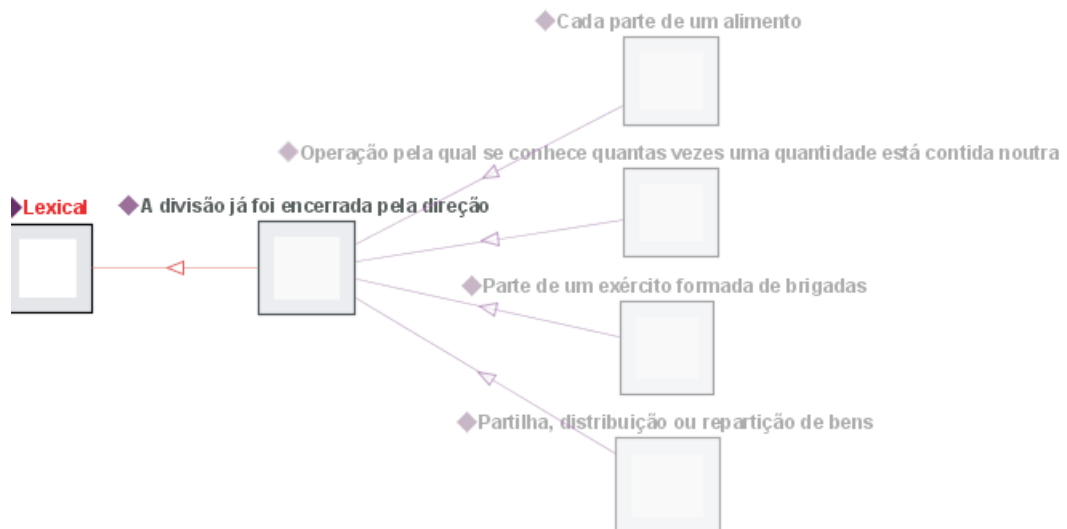 Cada parte de um alimento
Operação pela qual se conhece quantas vezes uma quantidade está contida noutra
Lexical
A divisão já foi encerrada pela direção
Parte de um exército formada de brigadas
Partilha, distribuição ou repartição de bens